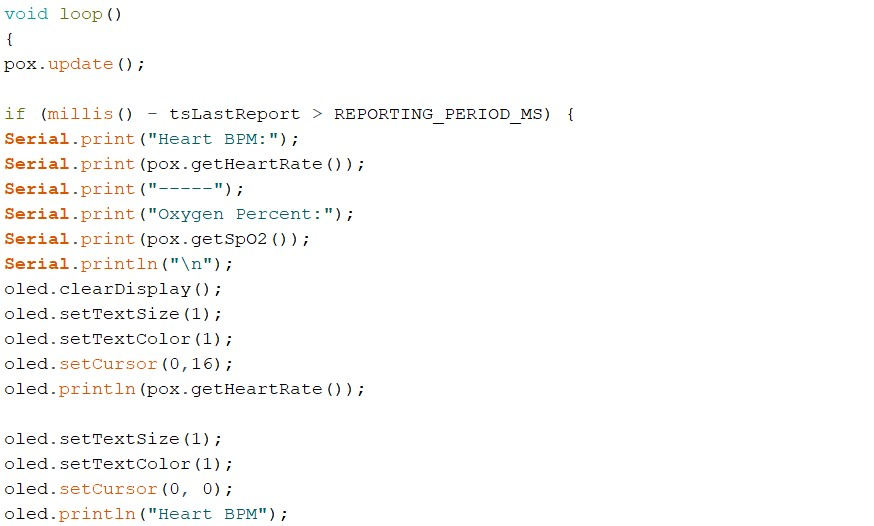 void loop()
{
pox.update();
if (millis() - tsLastReport > REPORTING_PERIOD_MS) {
Serial.print("Heart BPM:");
Serial.print(pox.getHeartRate());
Serial.print("-----");
Serial.print("Oxygen Percent:");
Serial.print(pox.getSpO2());
Serial.println("\n");
oled.clearDisplay();
oled.setTextSize(1);
oled.setTextColor(1);
oled.setCursor(0,16);
oled.println(pox.getHeartRate());
oled.setTextSize(1);
oled.setTextColor(1);
oled.setCursor(0, 0);
oled.println("Heart BPM");